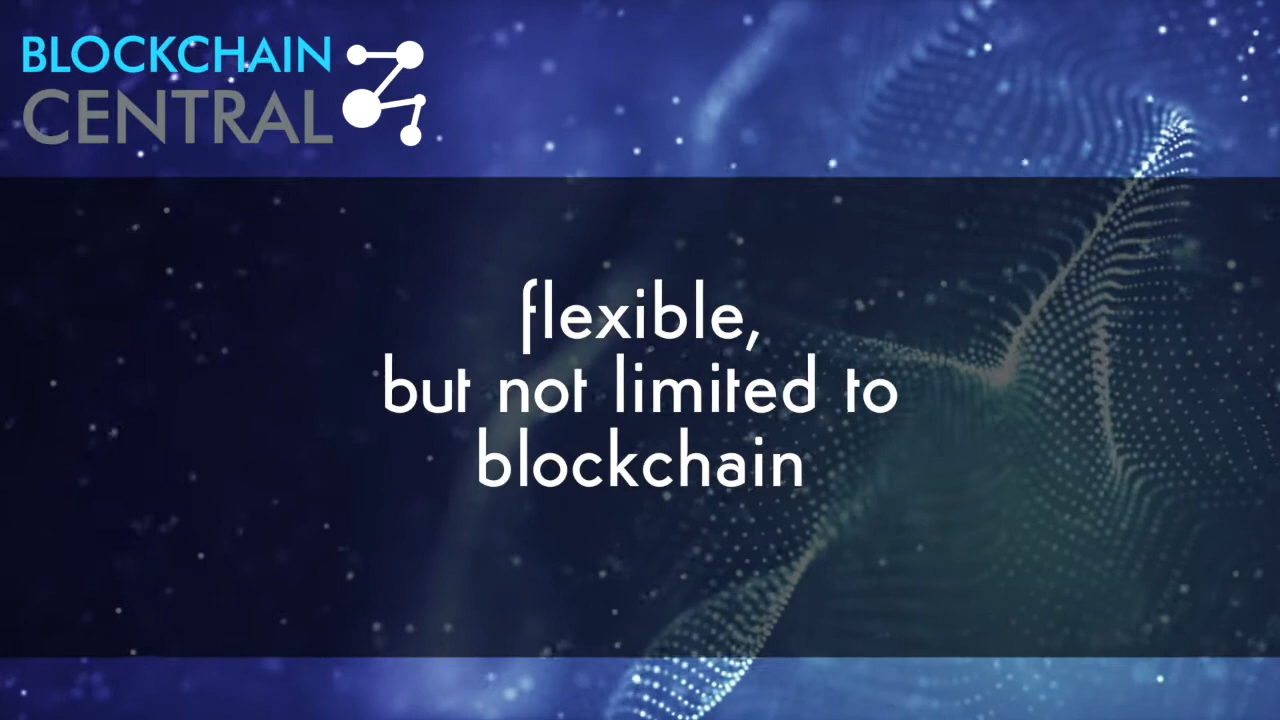 BLOCKCHAIN
CENTRAL
flexible,
but not limited to
blockchain